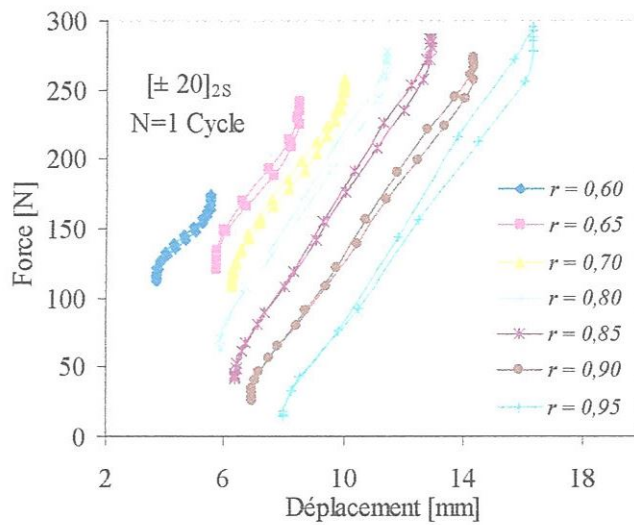 300
250
200
150
100
50
0
Force [N]
[± 20]2S
N=1 Cycle
r = 0,60
r = 0,65
r = 0,70
r = 0,80
r = 0,85
r = 0,90
r = 0,95
2 6 10 14 18
Déplacement [mm]